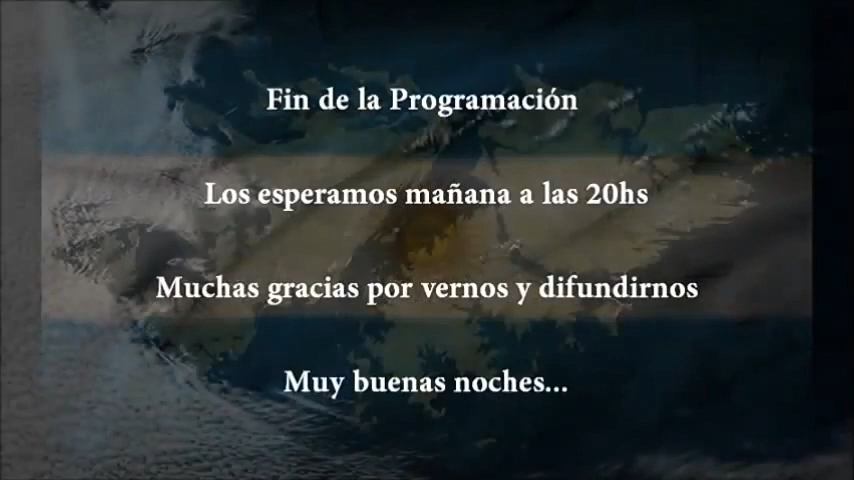 Fin de la Programación
Los esperamos mañana a las 20hs
Muchas gracias por vernos y difundirnos
Muy buenas noches...